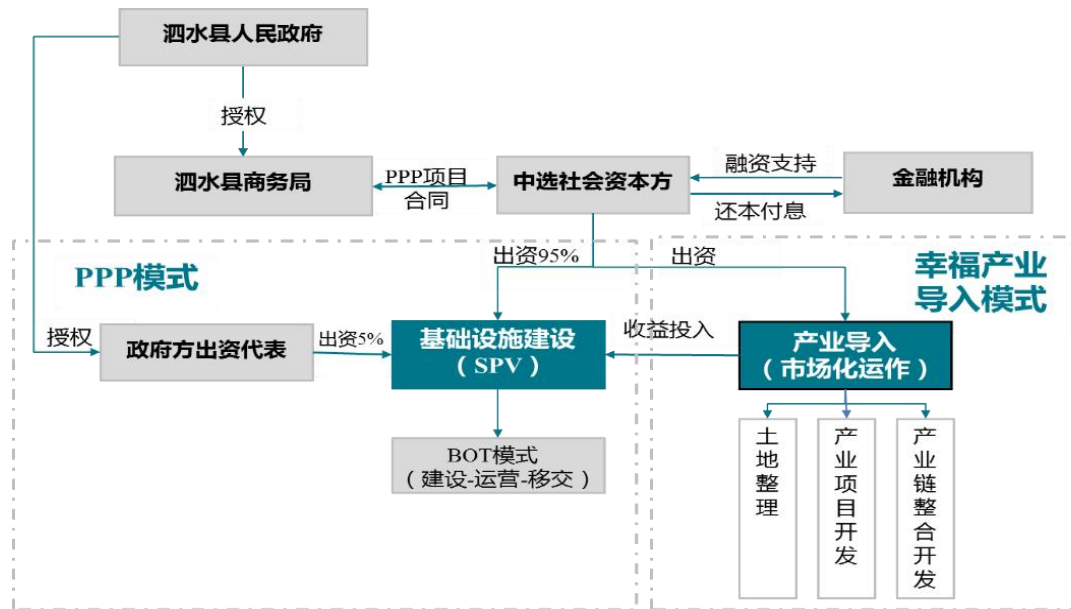 泗水县人民政府
授权
泗水县商务局
PPP项目
合同
中选社会资本方
融资支持
还本付息
金融机构
PPP模式
出资95%
出资
幸福产业
导入模式
授权
政府方出资代表
出资5%
基础设施建设
（SPV）
收益投入
产业导入
（市场化运作）
BOT模式
（建设-运营-移交）
土地整理
产业项目开发
产业链整合开发